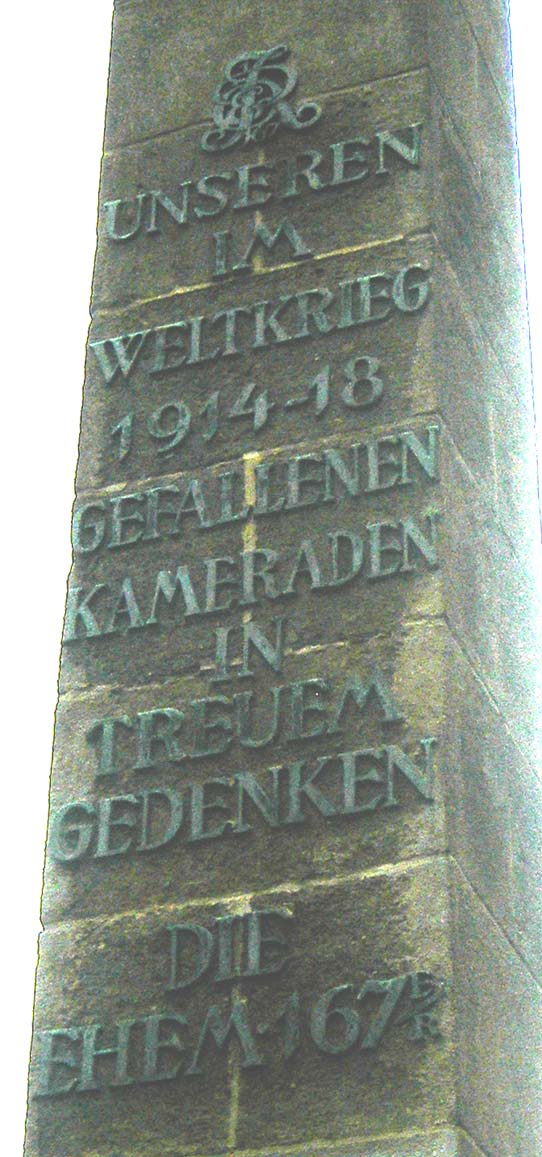 UNSEREN
IM
WELTKRIEG
1914-18
GEFALLENEN
KAMERADEN
IN
TREUEM
GEDENKEN
DIE
EHEM·167ER